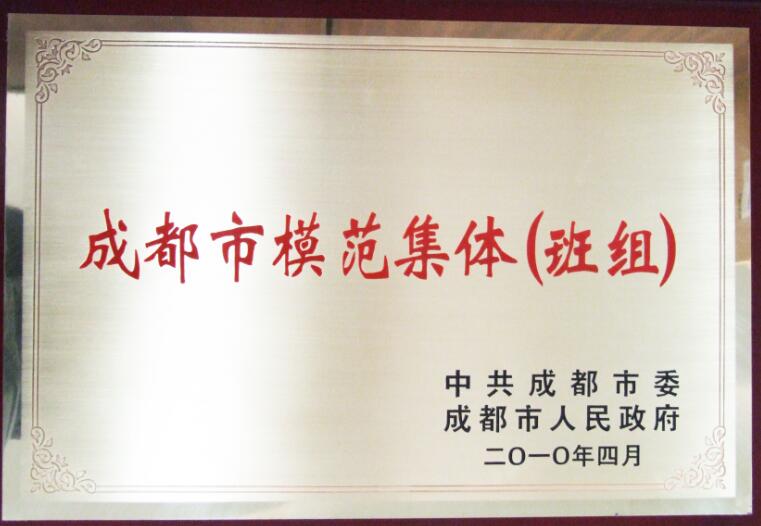 成都市模范集体(班组)
中共成都市委
成都市人民政府
二〇一〇年四月